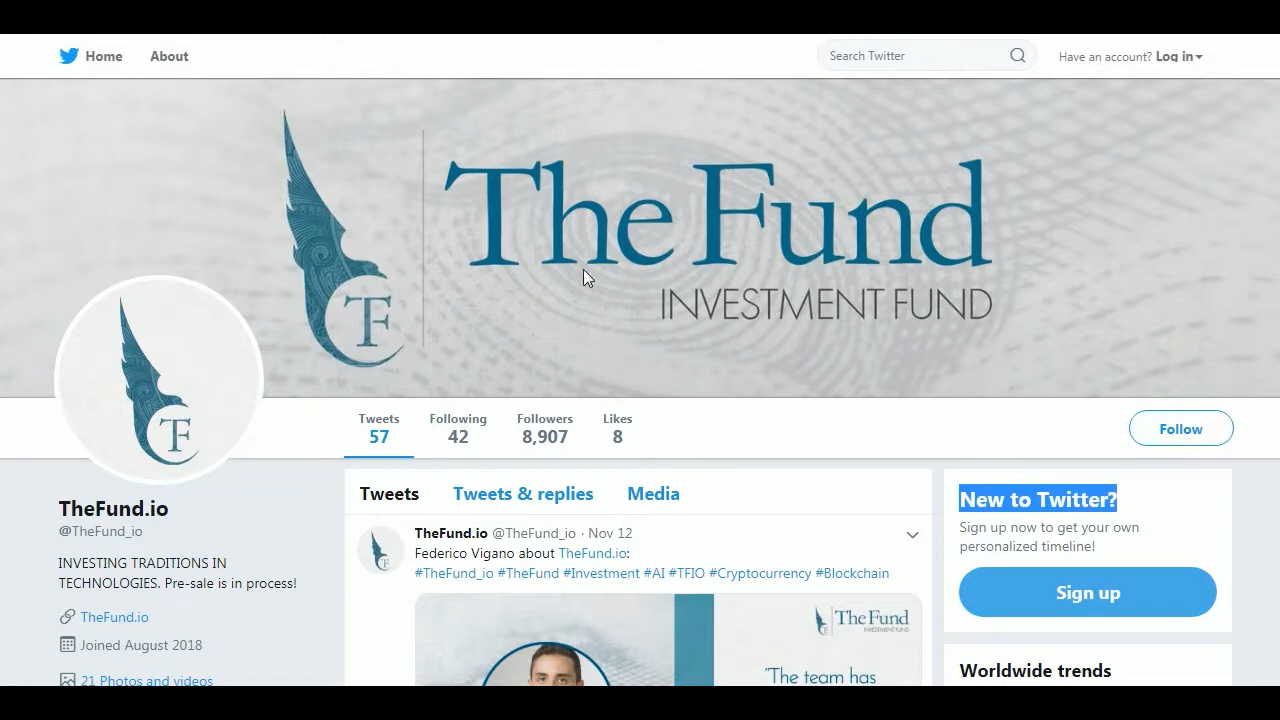 Home About
Search Twitter
Have an account? Log in
The Fund
INVESTMENT FUND
TF
TF
Tweets Following Followers Likes
57 42 8,907 8
Follow
TheFund.io
@TheFund_io
INVESTING TRADITIONS IN
TECHNOLOGIES. Pre-sale is in process!
TheFund.io
Joined August 2018
21 Photos and videos
Tweets Tweets & replies Media
TheFund.io @TheFund_io · Nov 12
Federico Vigano about TheFund.io:
#TheFund_io #TheFund #Investment #AI #TFIO #Cryptocurrency #Blockchain
The Fund
INVESTMENT FUND
"The team has
New to Twitter?
Sign up now to get your own
personalized timeline!
Sign up
Worldwide trends